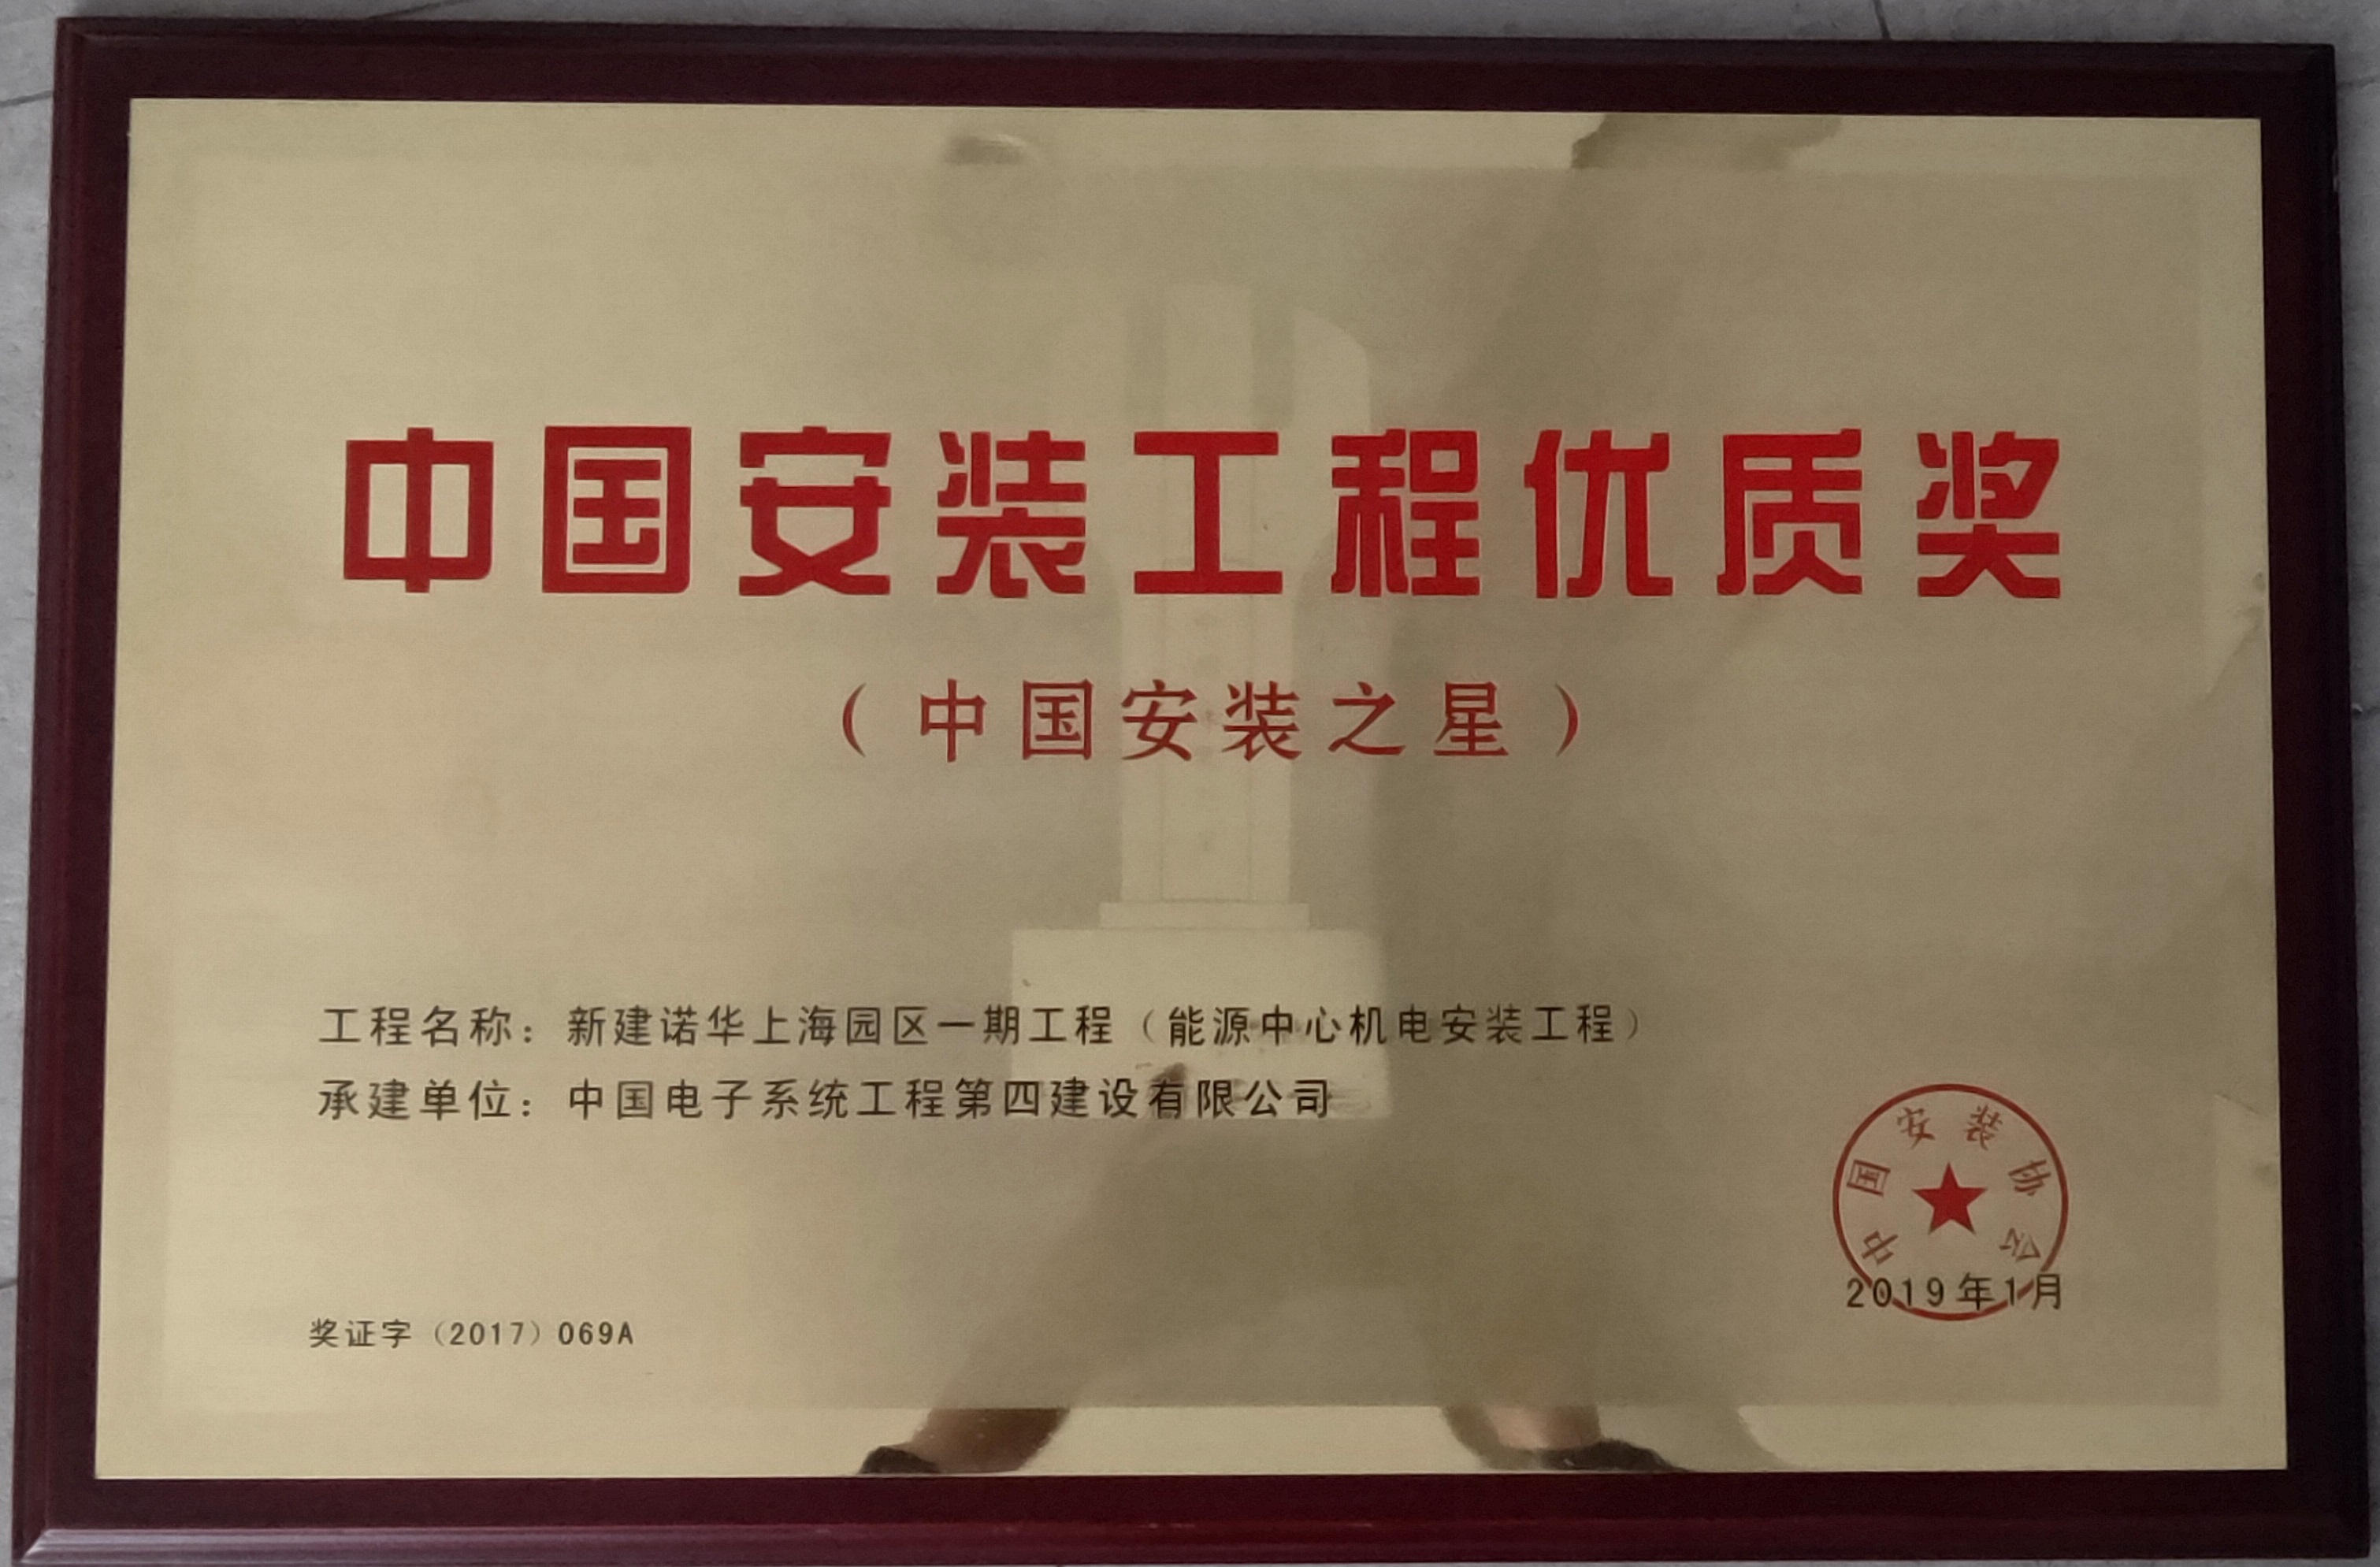 中国安装工程优质奖
（中国安装之星）
工程名称：新建诺华上海园区一期工程（能源中心机电安装工程）
承建单位：中国电子系统工程第四建设有限公司
中国安装协会
2019年1月
奖证字（2017）069A